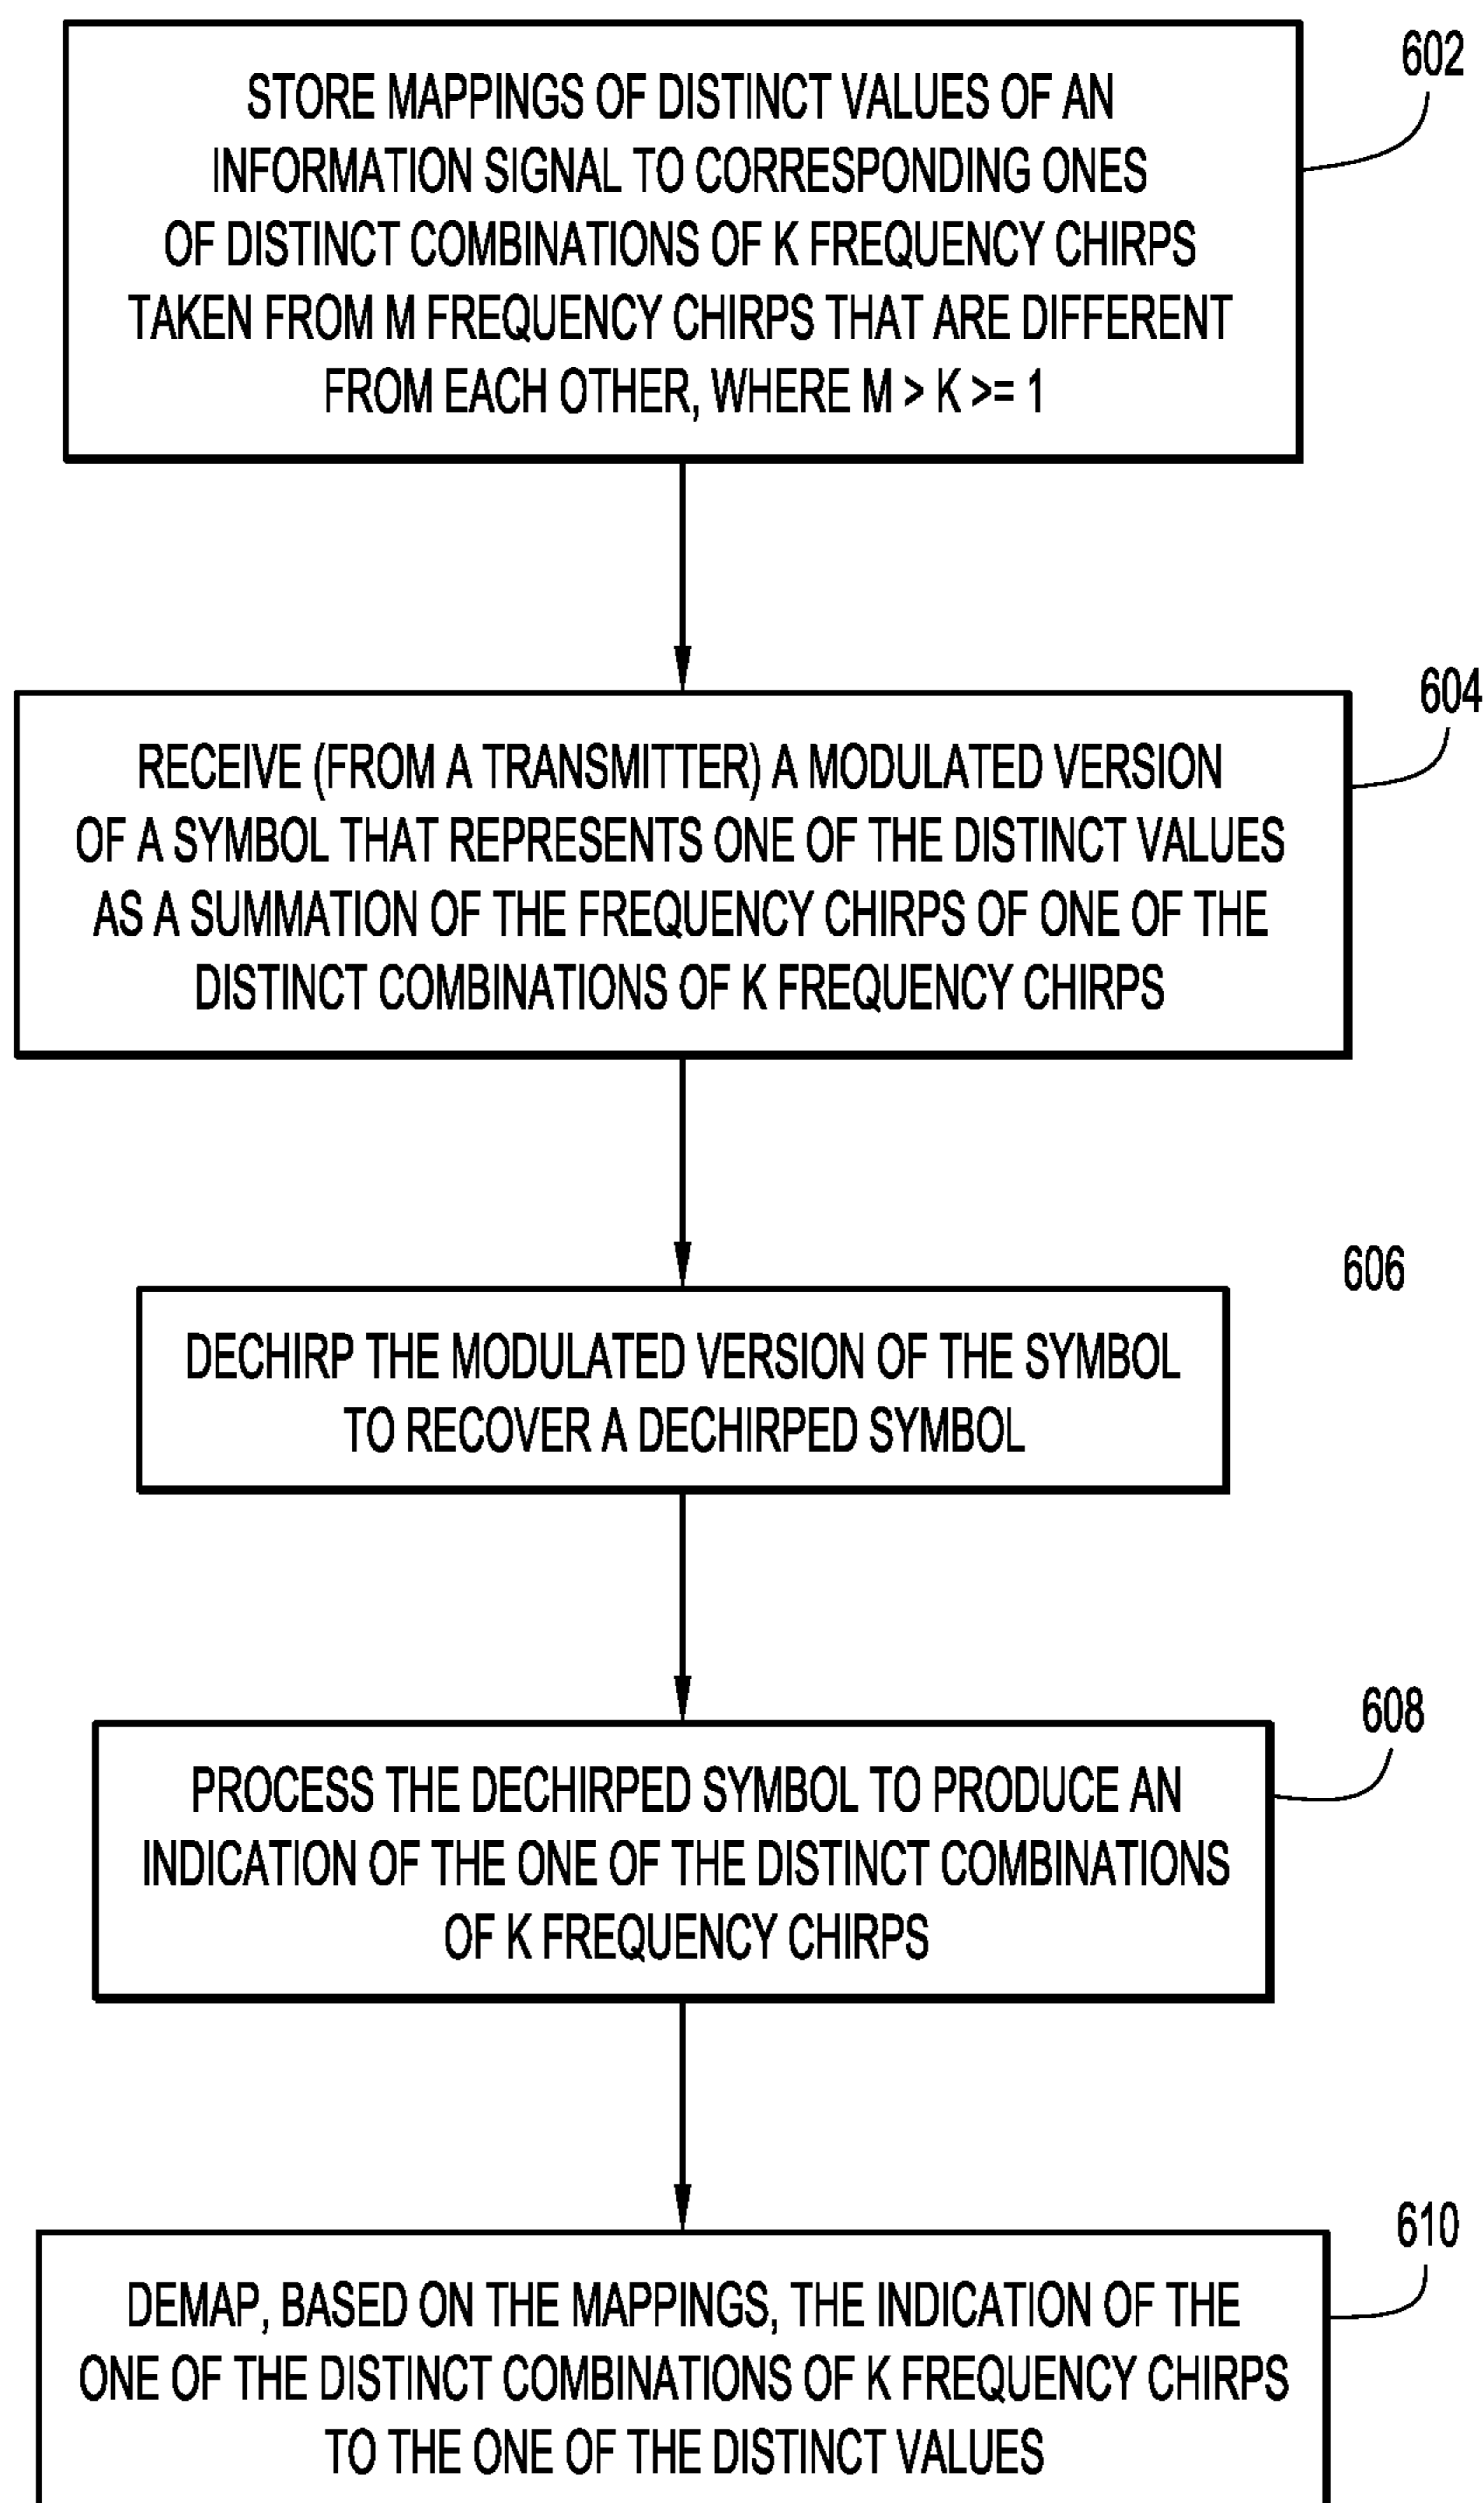 602
STORE MAPPINGS OF DISTINCT VALUES OF AN
INFORMATION SIGNAL TO CORRESPONDING ONES
OF DISTINCT COMBINATIONS OF K FREQUENCY CHIRPS
TAKEN FROM M FREQUENCY CHIRPS THAT ARE DIFFERENT
FROM EACH OTHER, WHERE M > K >= 1
604
RECEIVE (FROM A TRANSMITTER) A MODULATED VERSION
OF A SYMBOL THAT REPRESENTS ONE OF THE DISTINCT VALUES
AS A SUMMATION OF THE FREQUENCY CHIRPS OF ONE OF THE
DISTINCT COMBINATIONS OF K FREQUENCY CHIRPS
606
DECHIRP THE MODULATED VERSION OF THE SYMBOL
TO RECOVER A DECHIRPED SYMBOL
608
PROCESS THE DECHIRPED SYMBOL TO PRODUCE AN
INDICATION OF THE ONE OF THE DISTINCT COMBINATIONS
OF K FREQUENCY CHIRPS
610
DEMAP, BASED ON THE MAPPINGS, THE INDICATION OF THE
ONE OF THE DISTINCT COMBINATIONS OF K FREQUENCY CHIRPS
TO THE ONE OF THE DISTINCT VALUES